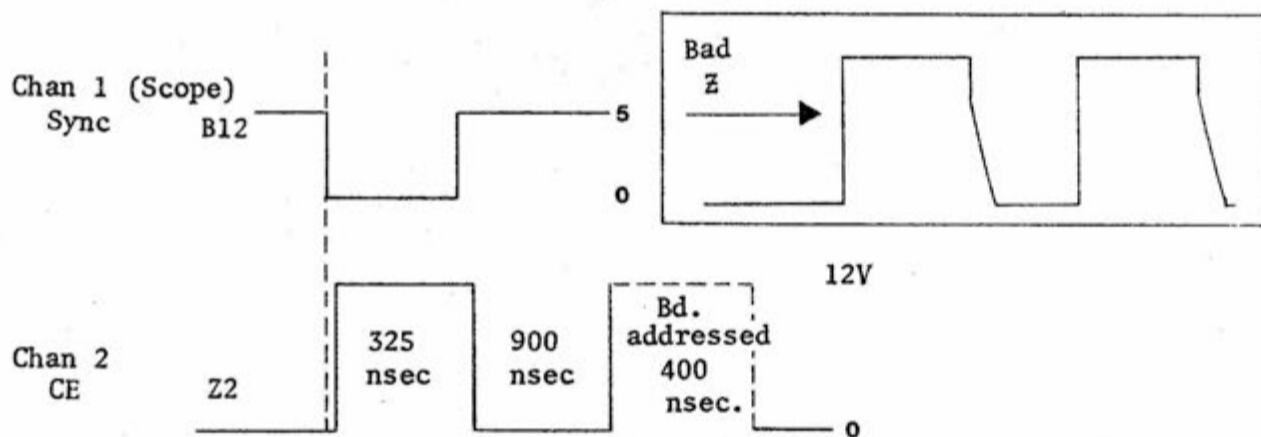 Chan 1 (Scope)
Sync
B12
5
0
Bad
Z
12V
Chan 2
CE
Z2
325
nsec
900
nsec
Bd.
addressed
400
nsec.
0